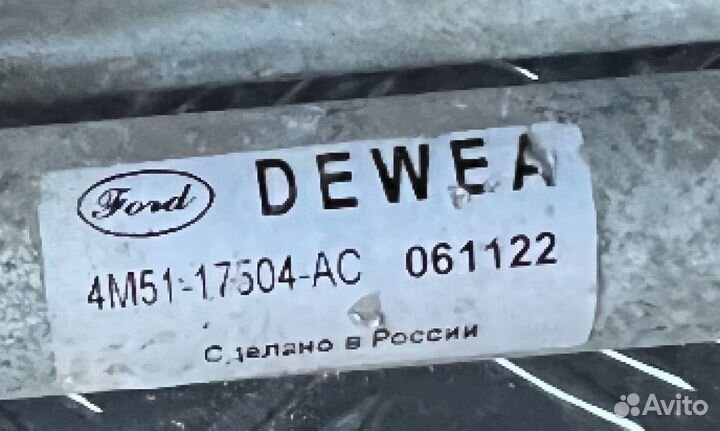 Ford DEWEA
4M51-17504-AC 061122
Сделано в России
Avito